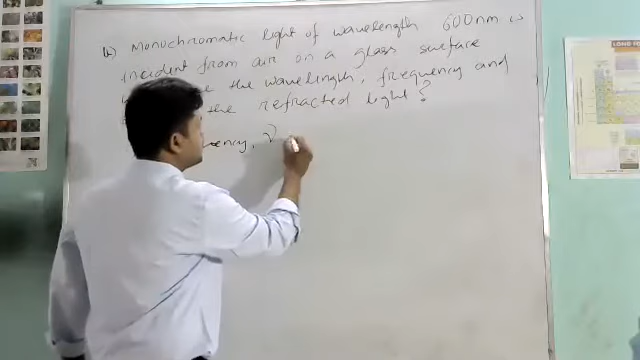 b) Monochromatic light of wavelength 600nm is
incident from air on a glass surface
the wavelength, frequency and
the refracted light?
ν
LONG